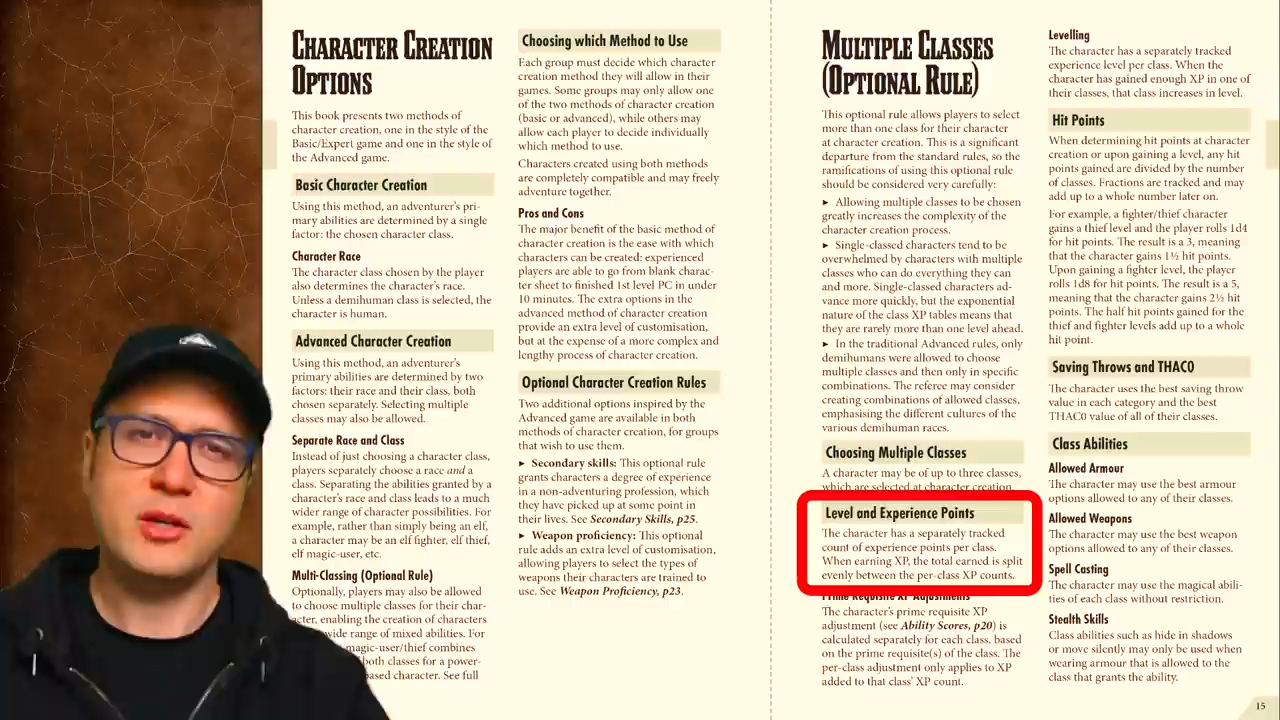 CHARACTER CREATION
OPTIONS
This book presents two methods of
character creation, one in the style of the
Basic/Expert game and one in the style of
the Advanced game.
Basic Character Creation
Using this method, an adventurer's pri-
mary abilities are determined by a single
factor: the chosen character class.
Character Race
The character class chosen by the player
also determines the character's race.
Unless a demihuman class is selected, the
character is human.
Advanced Character Creation
Using this method, an adventurer's
primary abilities are determined by two
factors: their race and their class, both
chosen separately. Selecting multiple
classes may also be allowed.
Separate Race and Class
Instead of just choosing a character class,
players separately choose a race and a
class. Separating the abilities granted by a
character's race and class leads to a much
wider range of character possibilities. For
example, rather than simply being an elf,
a character may be an elf fighter, elf thief,
elf magic-user, etc.
Multi-Classing (Optional Rule)
Optionally, players may also be allowed
to choose multiple classes for their char-
acter, enabling the creation of characters
wide range of mixed abilities. For
magic-user/thief combines
both classes for a power-
based character. See full
Choosing which Method to Use
Each group must decide which character
creation method they will allow in their
games. Some groups may only allow one
of the two methods of character creation
(basic or advanced), while others may
allow each player to decide individually
which method to use.
Characters created using both methods
are completely compatible and may freely
adventure together.
Pros and Cons
The major benefit of the basic method of
character creation is the ease with which
characters can be created: experienced
players are able to go from blank charac-
ter sheet to finished 1st level PC in under
10 minutes. The extra options in the
advanced method of character creation
provide an extra level of customisation,
but at the expense of a more complex and
lengthy process of character creation.
Optional Character Creation Rules
Two additional options inspired by the
Advanced game are available in both
methods of character creation, for groups
that wish to use them.
► Secondary skills: This optional rule
grants characters a degree of experience
in a non-adventuring profession, which
they have picked up at some point in
their lives. See Secondary Skills, p25.
► Weapon proficiency: This optional
rule adds an extra level of customisation,
allowing players to select the types of
weapons their characters are trained to
use. See Weapon Proficiency, p23.
MULTIPLE CLASSES
(OPTIONAL RULE)
This optional rule allows players to select
more than one class for their character
at character creation. This is a significant
departure from the standard rules, so the
ramifications of using this optional rule
should be considered very carefully:
► Allowing multiple classes to be chosen
greatly increases the complexity of the
character creation process.
► Single-classed characters tend to be
overwhelmed by characters with multiple
classes who can do everything they can
and more. Single-classed characters ad-
vance more quickly, but the exponential
nature of the class XP tables means that
they are rarely more than one level ahead.
► In the traditional Advanced rules, only
demihumans were allowed to choose
multiple classes and then only in specific
combinations. The referee may consider
creating combinations of allowed classes,
emphasising the different cultures of the
various demihuman races.
Choosing Multiple Classes
A character may be of up to three classes,
which are selected at character creation.
Level and Experience Points
The character has a separately tracked
count of experience points per class.
When earning XP, the total earned is split
evenly between the per-class XP counts.
Prime Requisite XP Adjustments
The character's prime requisite XP
adjustment (see Ability Scores, p20) is
calculated separately for each class, based
on the prime requisite(s) of the class. The
per-class adjustment only applies to XP
added to that class' XP count.
Levelling
The character has a separately tracked
experience level per class. When the
character has gained enough XP in one of
their classes, that class increases in level.
Hit Points
When determining hit points at character
creation or upon gaining a level, any hit
points gained are divided by the number
of classes. Fractions are tracked and may
add up to a whole number later on.
For example, a fighter/thief character
gains a thief level and the player rolls 1d4
for hit points. The result is a 3, meaning
that the character gains 1½ hit points.
Upon gaining a fighter level, the player
rolls 1d8 for hit points. The result is a 5,
meaning that the character gains 2½ hit
points. The half hit points gained for the
thief and fighter levels add up to a whole
hit point.
Saving Throws and THAC0
The character uses the best saving throw
value in each category and the best
THAC0 value of all of their classes.
Class Abilities
Allowed Armour
The character may use the best armour
options allowed to any of their classes.
Allowed Weapons
The character may use the best weapon
options allowed to any of their classes.
Spell Casting
The character may use the magical abili-
ties of each class without restriction.
Stealth Skills
Class abilities such as hide in shadows
or move silently may only be used when
wearing armour that is allowed to the
class that grants the ability.
15